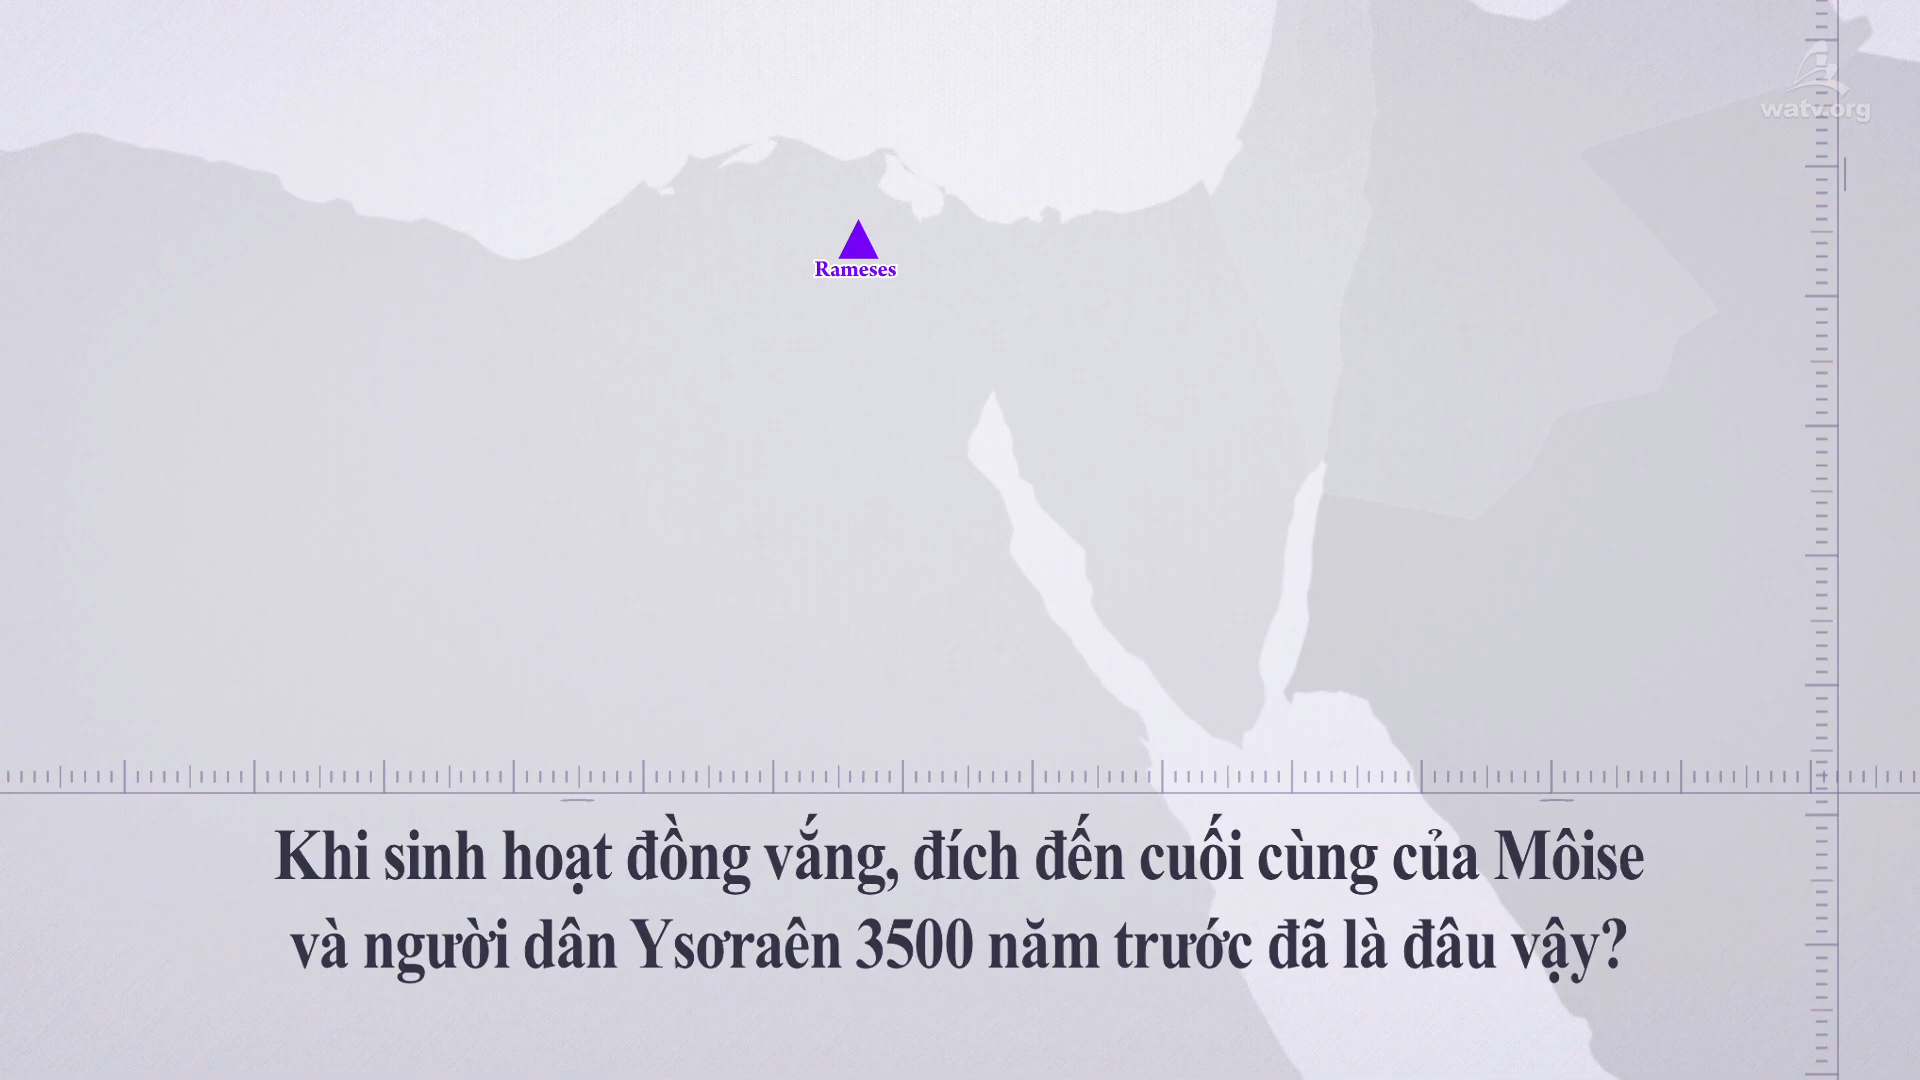 watv.org
Rameses
Khi sinh hoạt đồng vắng, đích đến cuối cùng của Môise
và người dân Ysơraên 3500 năm trước đã là đâu vậy?